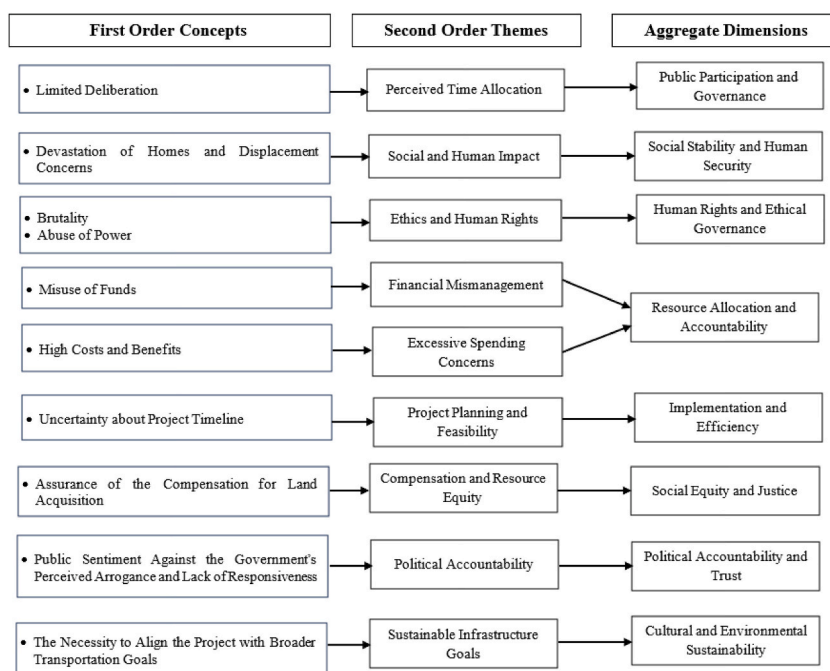 First Order Concepts
Second Order Themes
Aggregate Dimensions
• Limited Deliberation
Perceived Time Allocation
Public Participation and
Governance
• Devastation of Homes and Displacement
Concerns
Social and Human Impact
Social Stability and Human
Security
• Brutality
• Abuse of Power
Ethics and Human Rights
Human Rights and Ethical
Governance
• Misuse of Funds
Financial Mismanagement
• High Costs and Benefits
Excessive Spending
Concerns
Resource Allocation and
Accountability
• Uncertainty about Project Timeline
Project Planning and
Feasibility
Implementation and
Efficiency
• Assurance of the Compensation for Land
Acquisition
Compensation and Resource
Equity
Social Equity and Justice
• Public Sentiment Against the Government's
Perceived Arrogance and Lack of Responsiveness
Political Accountability
Political Accountability and
Trust
• The Necessity to Align the Project with Broader
Transportation Goals
Sustainable Infrastructure
Goals
Cultural and Environmental
Sustainability